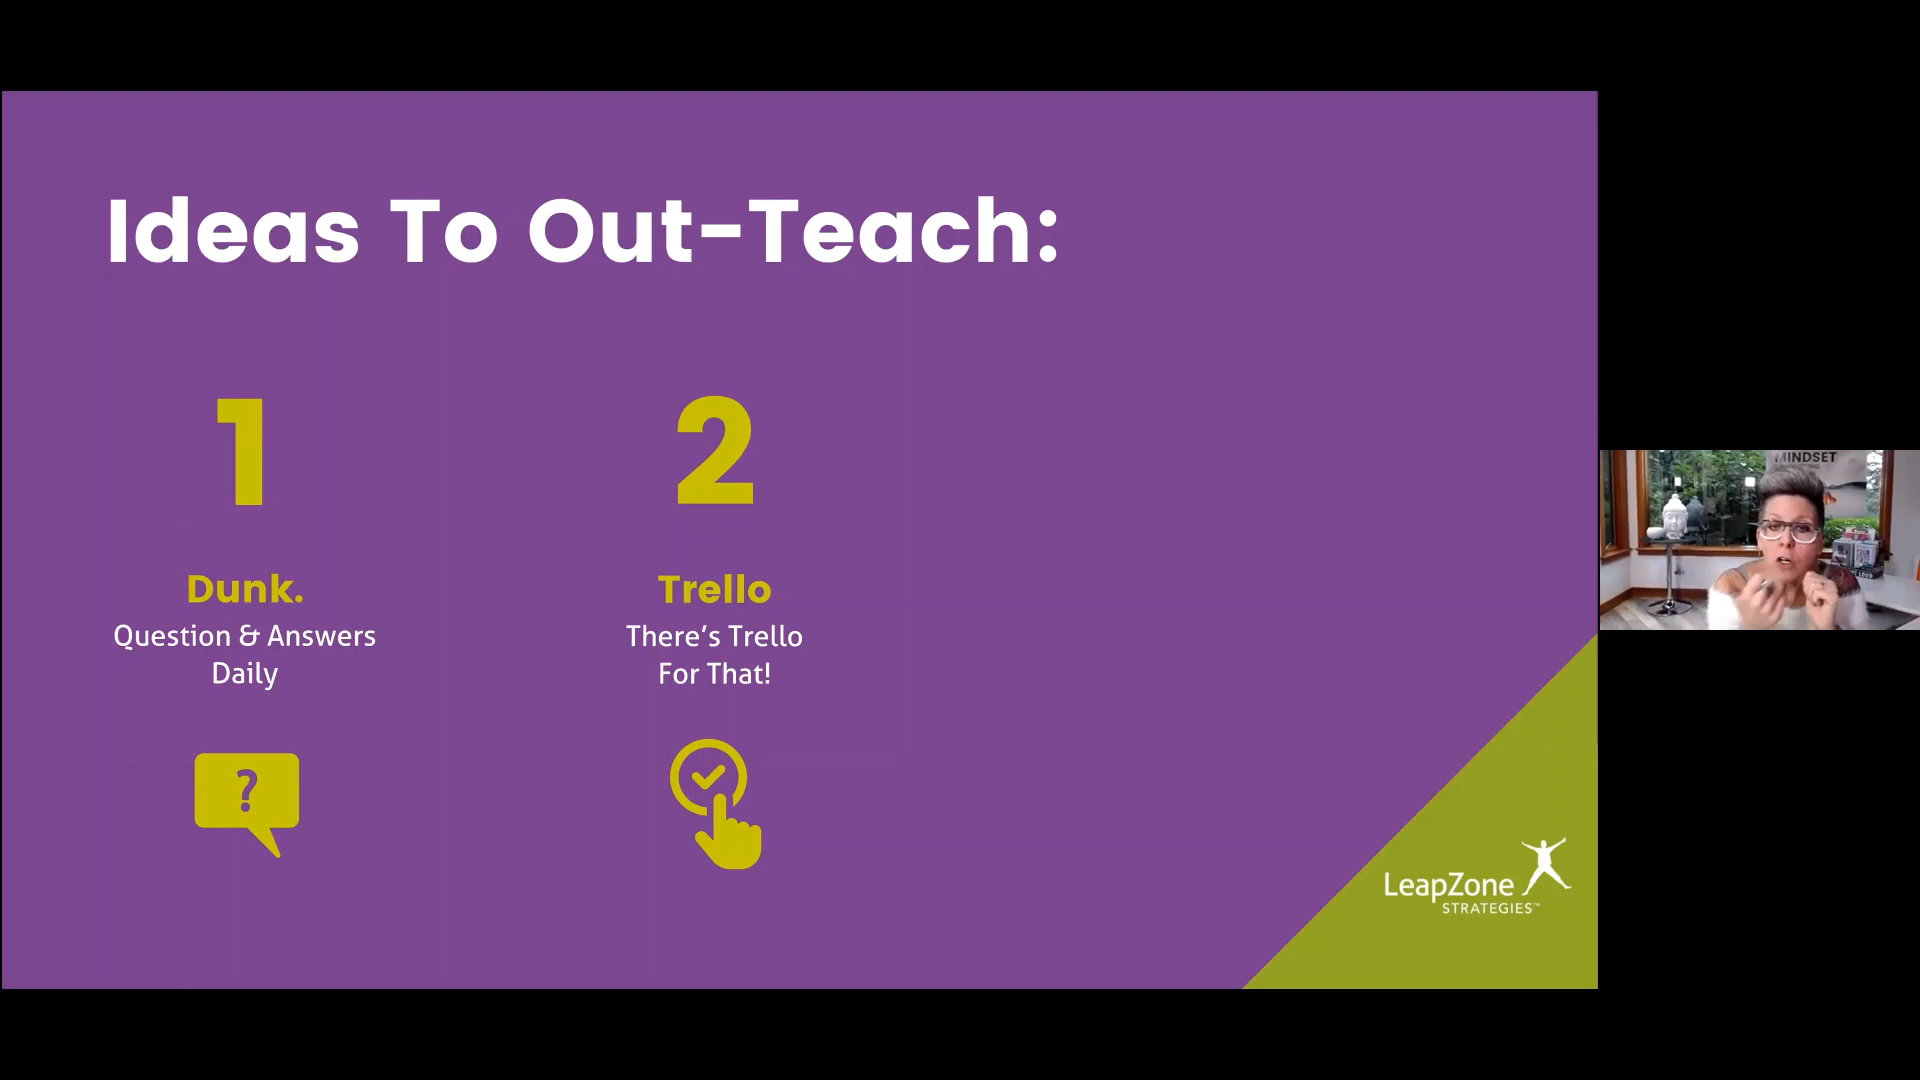 Ideas To Out-Teach:
1
Dunk.
Question & Answers
Daily
?
2
Trello
There's Trello
For That!
LeapZone
STRATEGIES™
MINDSET